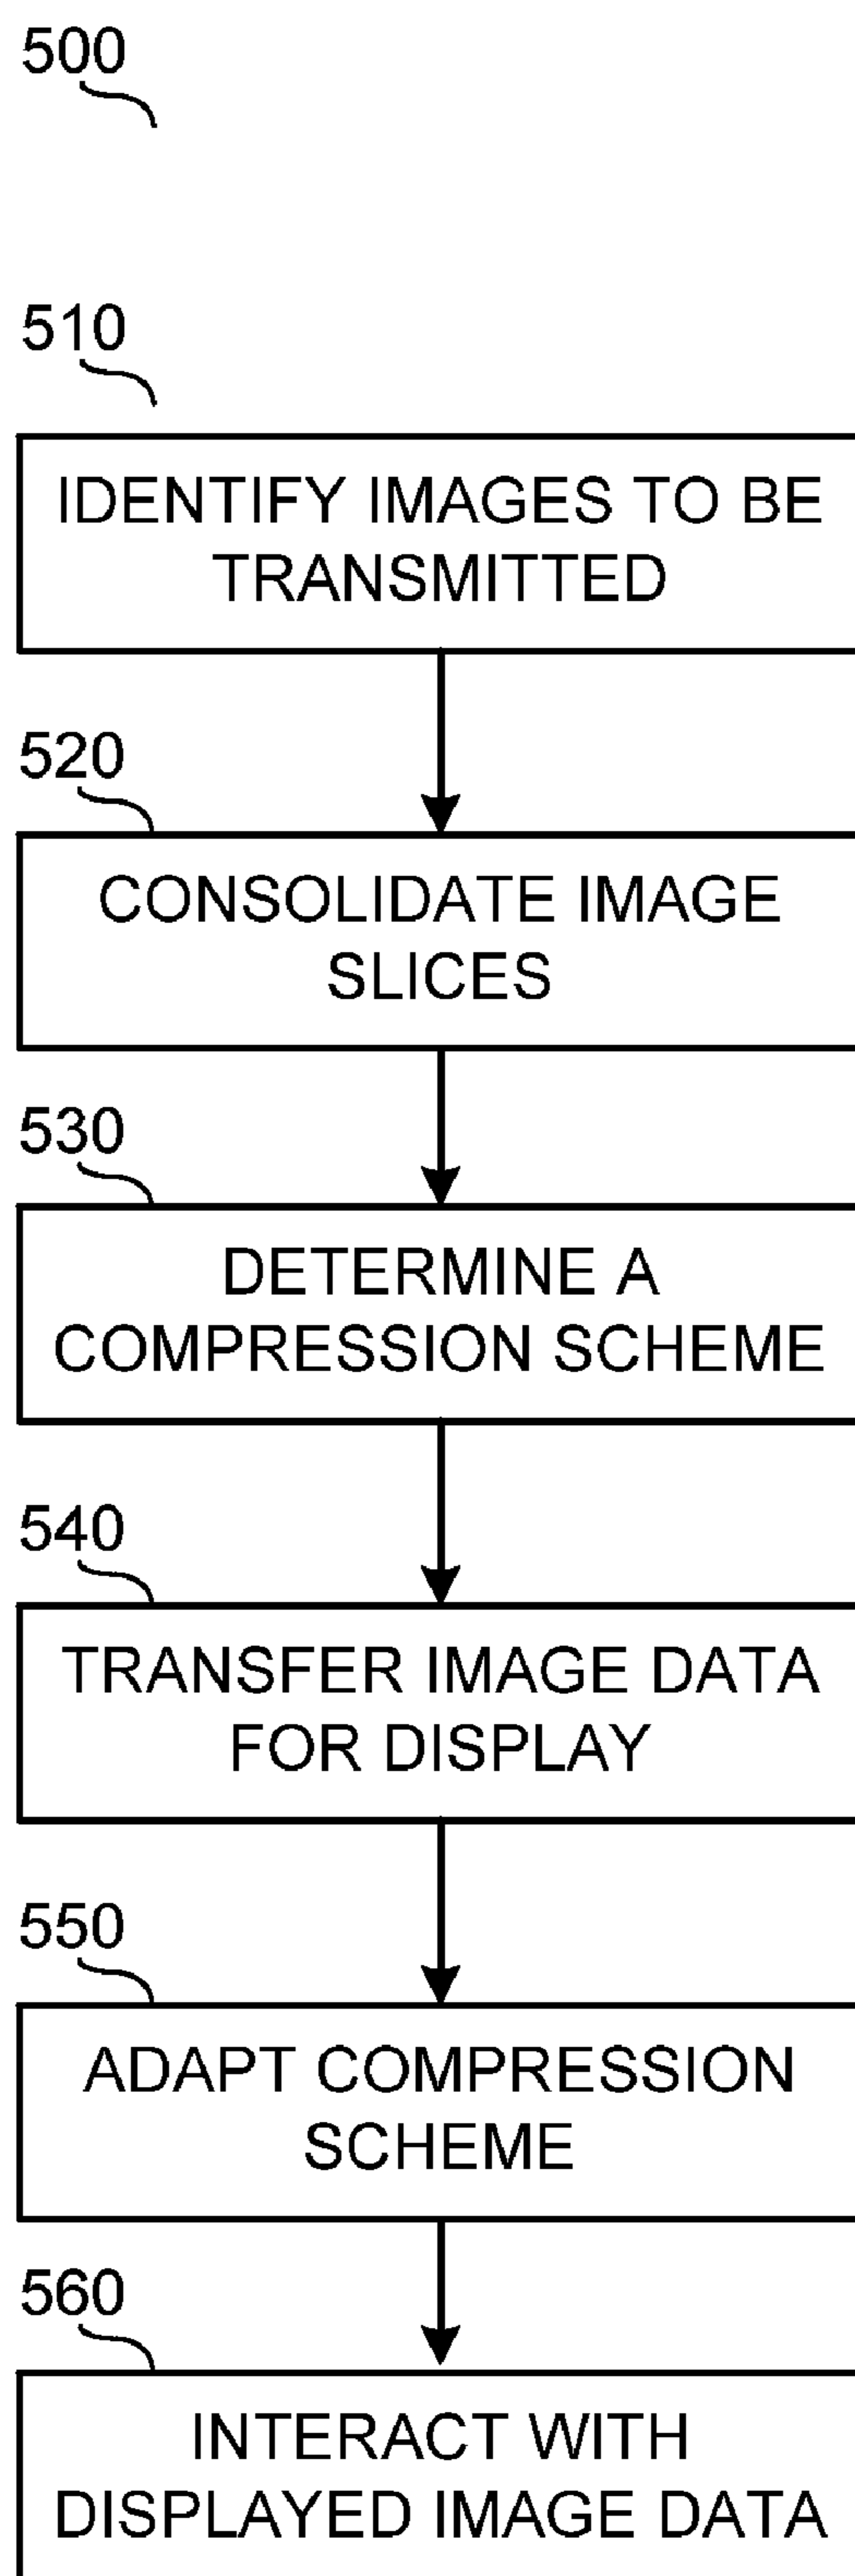 500
510
IDENTIFY IMAGES TO BE
TRANSMITTED
520
CONSOLIDATE IMAGE
SLICES
530
DETERMINE A
COMPRESSION SCHEME
540
TRANSFER IMAGE DATA
FOR DISPLAY
550
ADAPT COMPRESSION
SCHEME
560
INTERACT WITH
DISPLAYED IMAGE DATA